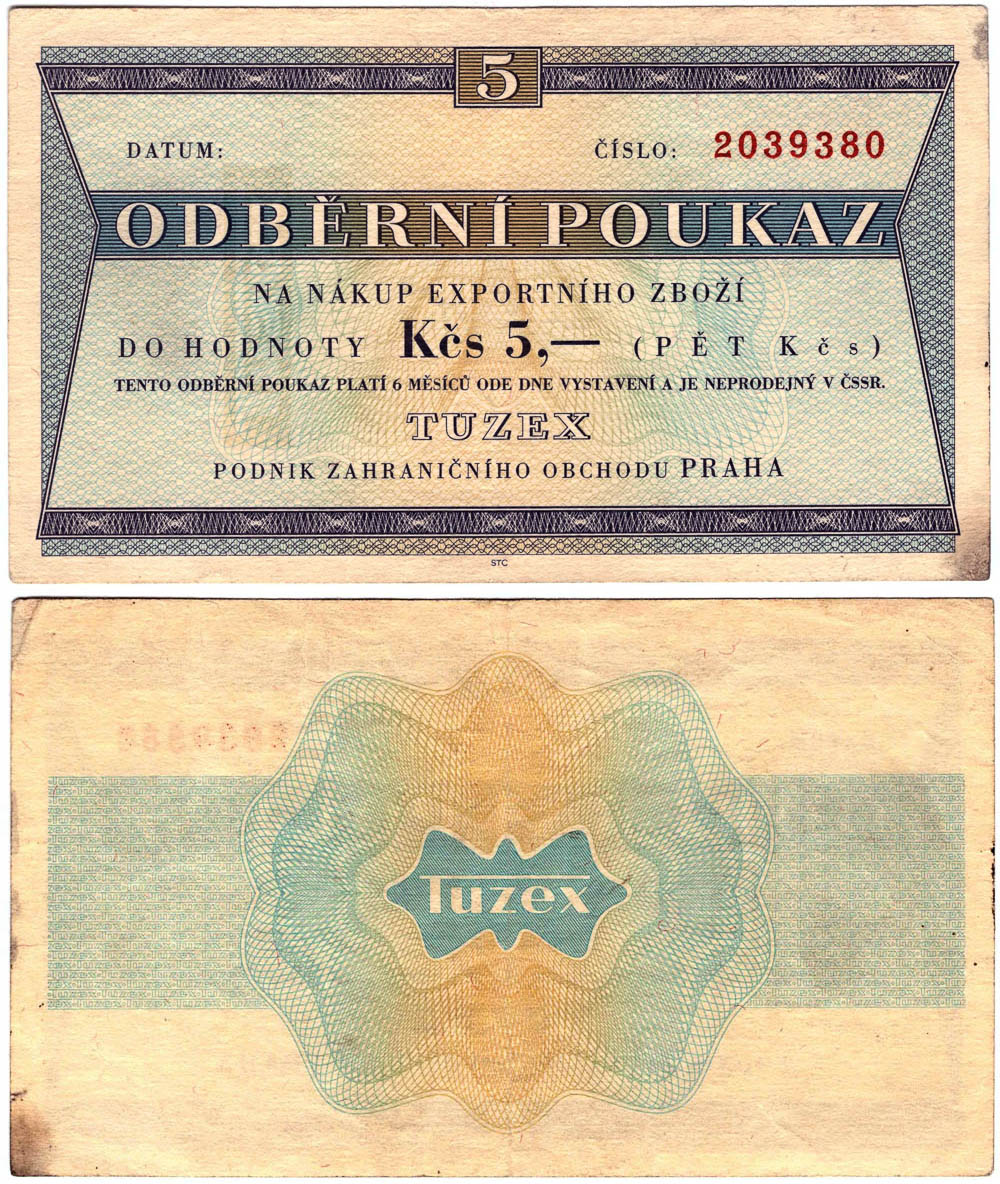 5
DATUM: ČÍSLO: 2039380
ODBĚRNÍ POUKAZ
NA NÁKUP EXPORTNÍHO ZBOŽÍ
DO HODNOTY Kčs 5,— (PĚT Kčs)
TENTO ODBĚRNÍ POUKAZ PLATÍ 6 MĚSÍCŮ ODE DNE VYSTAVENÍ A JE NEPRODEJNÝ V ČSSR.
TUZEX
PODNIK ZAHRANIČNÍHO OBCHODU PRAHA
STC
Tuzex